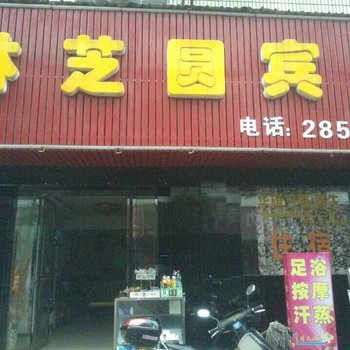 林芝圆宾
电话: 285
住宿
足浴
按摩
汗蒸